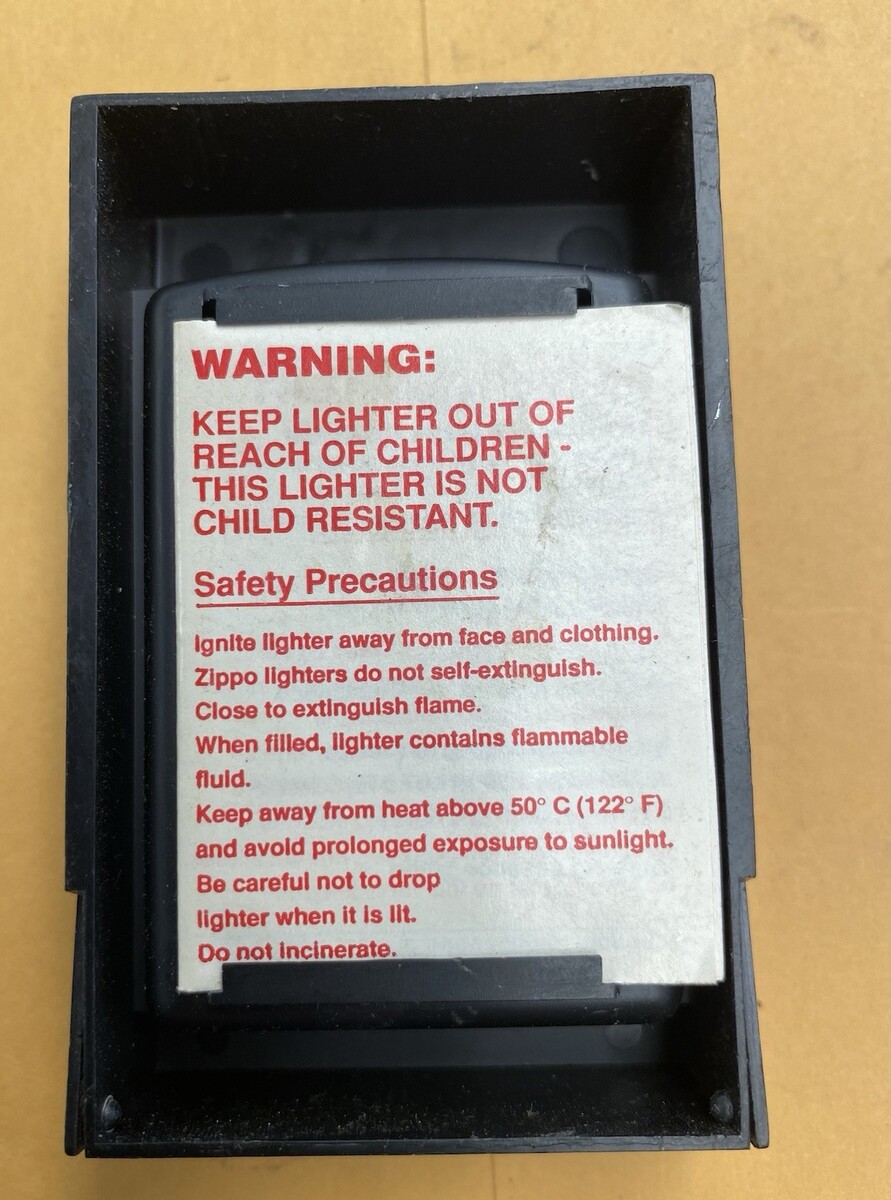 WARNING:
KEEP LIGHTER OUT OF
REACH OF CHILDREN -
THIS LIGHTER IS NOT
CHILD RESISTANT.
Safety Precautions
Ignite lighter away from face and clothing.
Zippo lighters do not self-extinguish.
Close to extinguish flame.
When filled, lighter contains flammable
fluid.
Keep away from heat above 50° C (122° F)
and avoid prolonged exposure to sunlight.
Be careful not to drop
lighter when it is lit.
Do not incinerate.